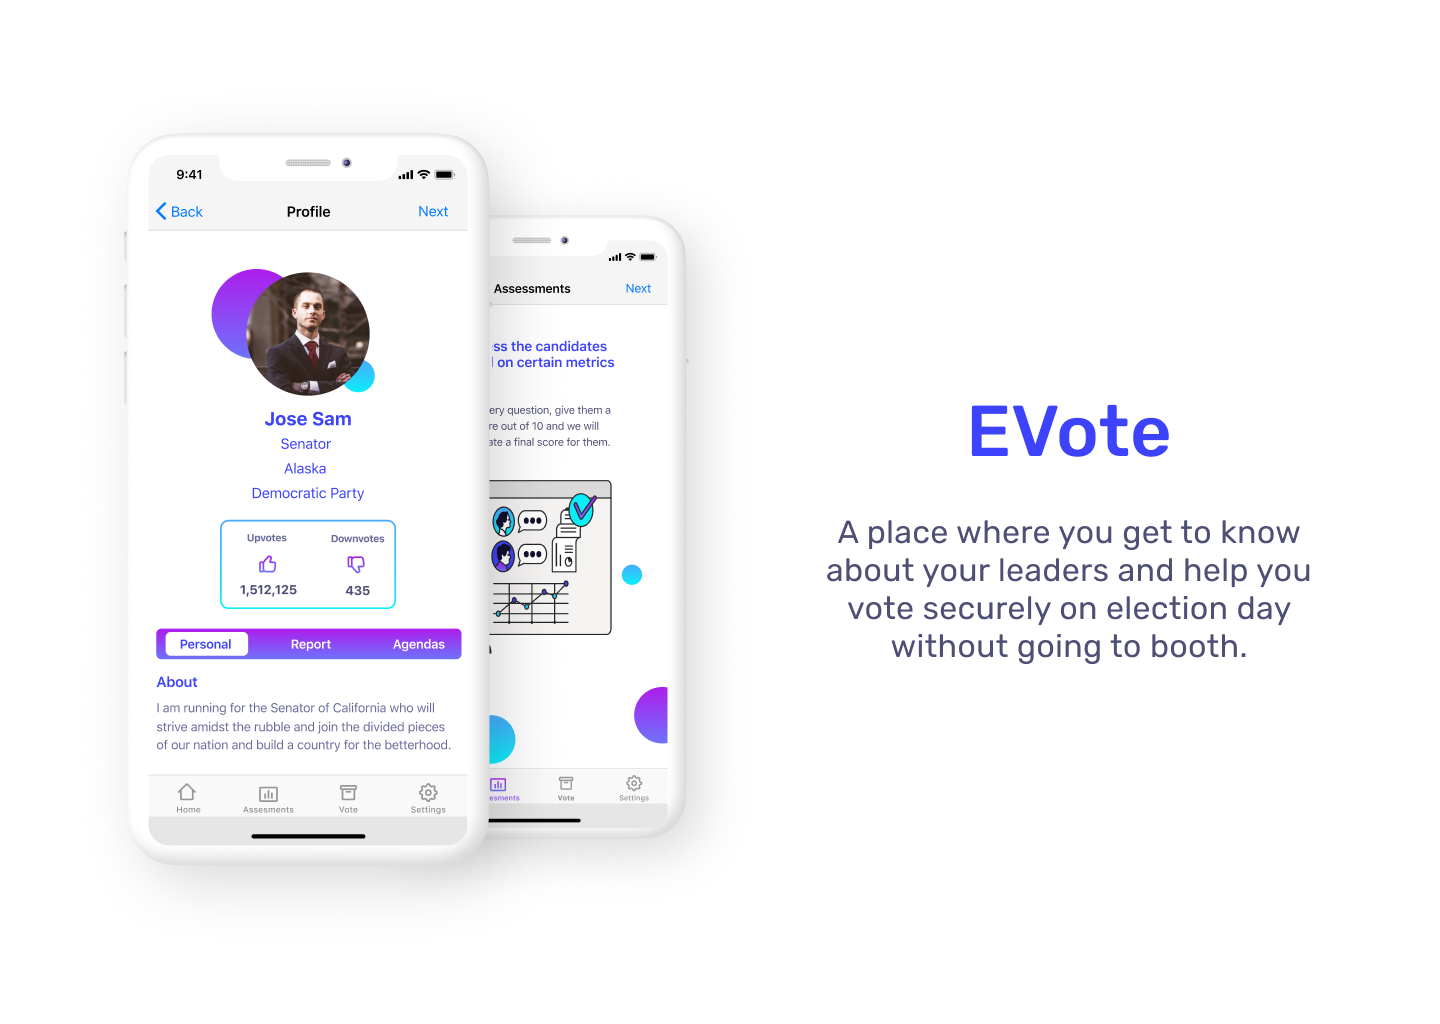 9:41
Back
Profile
Next
Jose Sam
Senator
Alaska
Democratic Party
Upvotes
Downvotes
1,512,125
435
Personal
Report
Agendas
About
I am running for the Senator of California who will
strive amidst the rubble and join the divided pieces
of our nation and build a country for the betterhood.
Home
Assesments
Vote
Settings
Assessments
Next
ess the candidates
on certain metrics
ery question, give them a
re out of 10 and we will
ate a final score for them.
esments
Vote
Settings
EVote
A place where you get to know
about your leaders and help you
vote securely on election day
without going to booth.